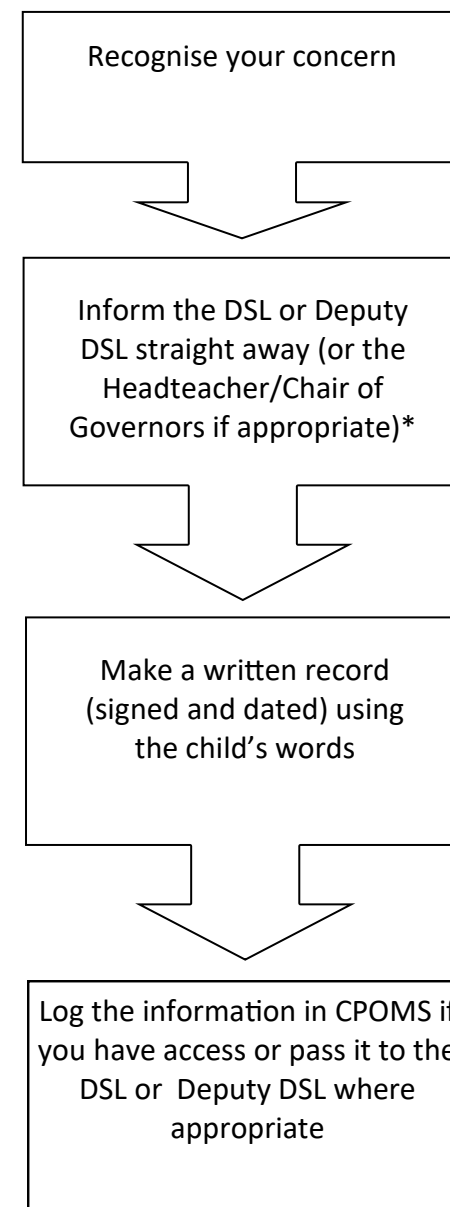 Recognise your concern
Inform the DSL or Deputy
DSL straight away (or the
Headteacher/Chair of
Governors if appropriate)*
Make a written record
(signed and dated) using
the child’s words
Log the information in CPOMS if
you have access or pass it to the
DSL or  Deputy DSL where
appropriate